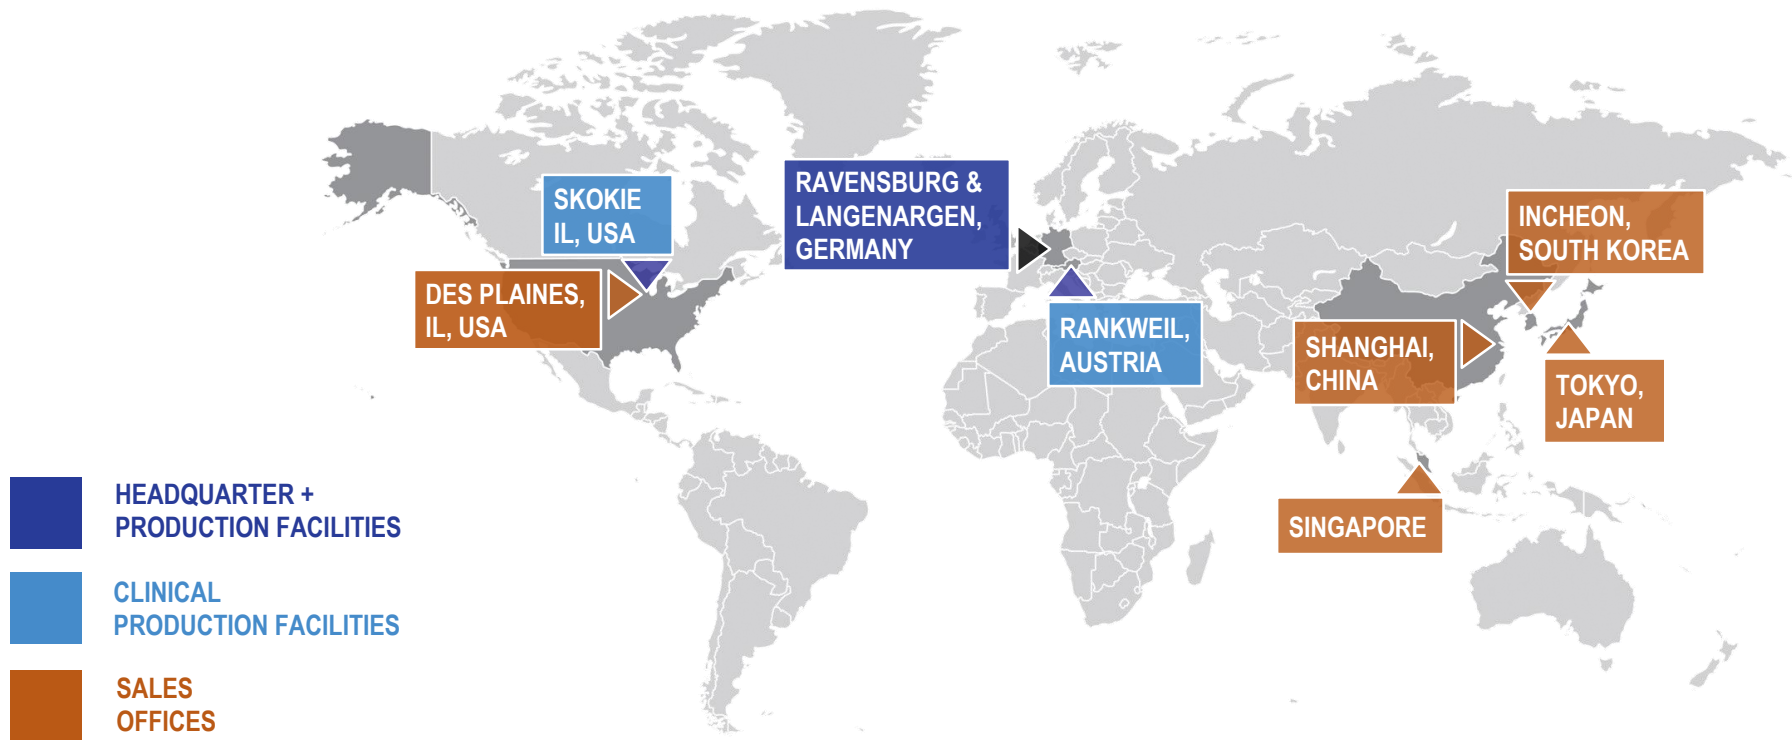 SKOKIE
IL, USA
DES PLAINES,
IL, USA
RAVENSBURG &
LANGENARGEN,
GERMANY
RANKWEIL,
AUSTRIA
INCHEON,
SOUTH KOREA
SHANGHAI,
CHINA
TOKYO,
JAPAN
SINGAPORE
HEADQUARTER +
PRODUCTION FACILITIES
CLINICAL
PRODUCTION FACILITIES
SALES
OFFICES